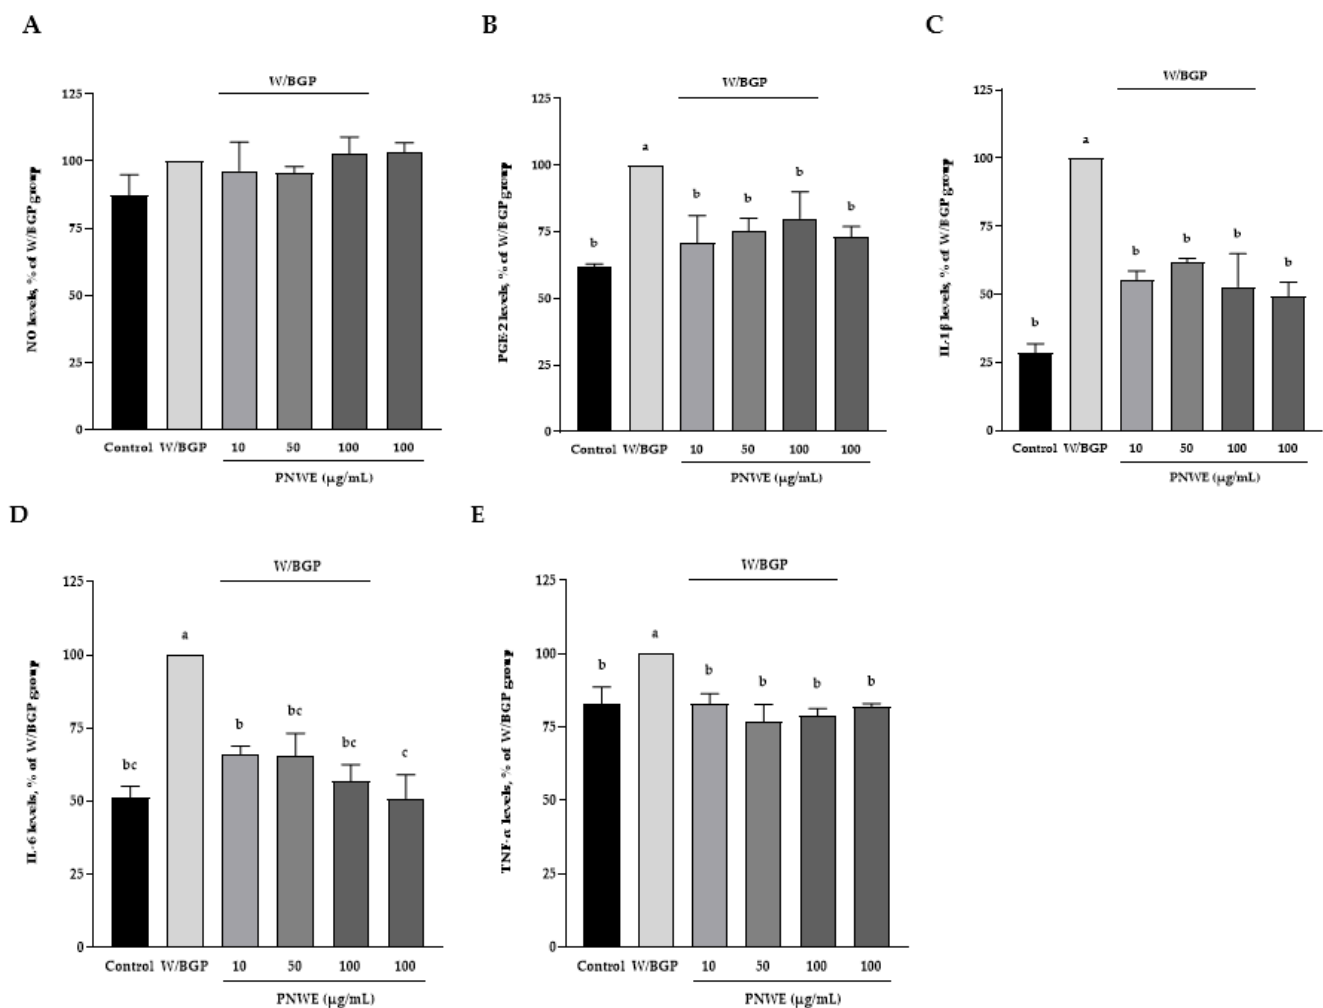 A
W/BGP
125
100
75
50
25
0
NO levels, % of W/BGP group
Control W/BGP 10 50 100 100
PNWE (μg/mL)
B
W/BGP
125
100
75
50
25
0
PGE-2 levels, % of W/BGP group
b a b b b b
Control W/BGP 10 50 100 100
PNWE (μg/mL)
C
W/BGP
125
100
75
50
25
0
IL-1β levels, % of W/BGP group
b a b b b b
Control W/BGP 10 50 100 100
PNWE (μg/mL)
D
W/BGP
125
100
75
50
25
0
IL-6 levels, % of W/BGP group
bc a b bc bc c
Control W/BGP 10 50 100 100
PNWE (μg/mL)
E
W/BGP
125
100
75
50
25
0
TNF-α levels, % of W/BGP group
b a b b b b
Control W/BGP 10 50 100 100
PNWE (μg/mL)